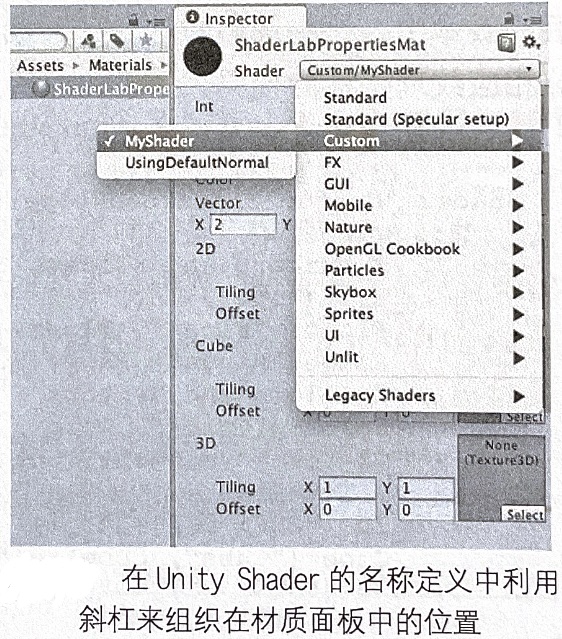 Inspector
ShaderLabPropertiesMat
Shader Custom/MyShader
Assets ▸ Materials ▸
ShaderLabPrope
Int
Standard
Standard (Specular setup)
✓ MyShader
UsingDefaultNormal
Custom
FX
GUI
Mobile
Nature
OpenGL Cookbook
Particles
Skybox
Sprites
UI
Unlit
Legacy Shaders
Vector
X 2 Y
2D
Tiling
Offset
Cube
Tiling
Offset
Select
3D
None
(Texture3D)
Tiling X 1 Y 1
Offset X 0 Y 0
Select
在 Unity Shader 的名称定义中利用
斜杠来组织在材质面板中的位置